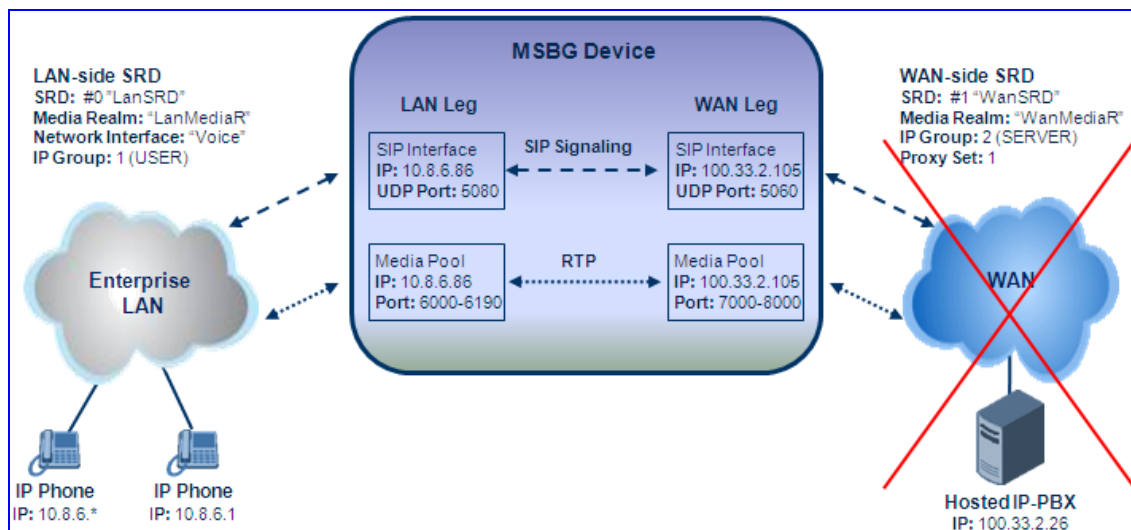 MSBG Device
LAN-side SRD
SRD: #0 "LanSRD"
Media Realm: "LanMediaR"
Network Interface: "Voice"
IP Group: 1 (USER)
LAN Leg
WAN Leg
WAN-side SRD
SRD: #1 "WanSRD"
Media Realm: "WanMediaR"
IP Group: 2 (SERVER)
Proxy Set: 1
SIP Interface
IP: 10.8.6.86
UDP Port: 5080
SIP Signaling
SIP Interface
IP: 100.33.2.105
UDP Port: 5060
Media Pool
IP: 10.8.6.86
Port: 6000-6190
RTP
Media Pool
IP: 100.33.2.105
Port: 7000-8000
Enterprise
LAN
WAN
IP Phone
IP: 10.8.6.*
IP Phone
IP: 10.8.6.1
Hosted IP-PBX
IP: 100.33.2.26